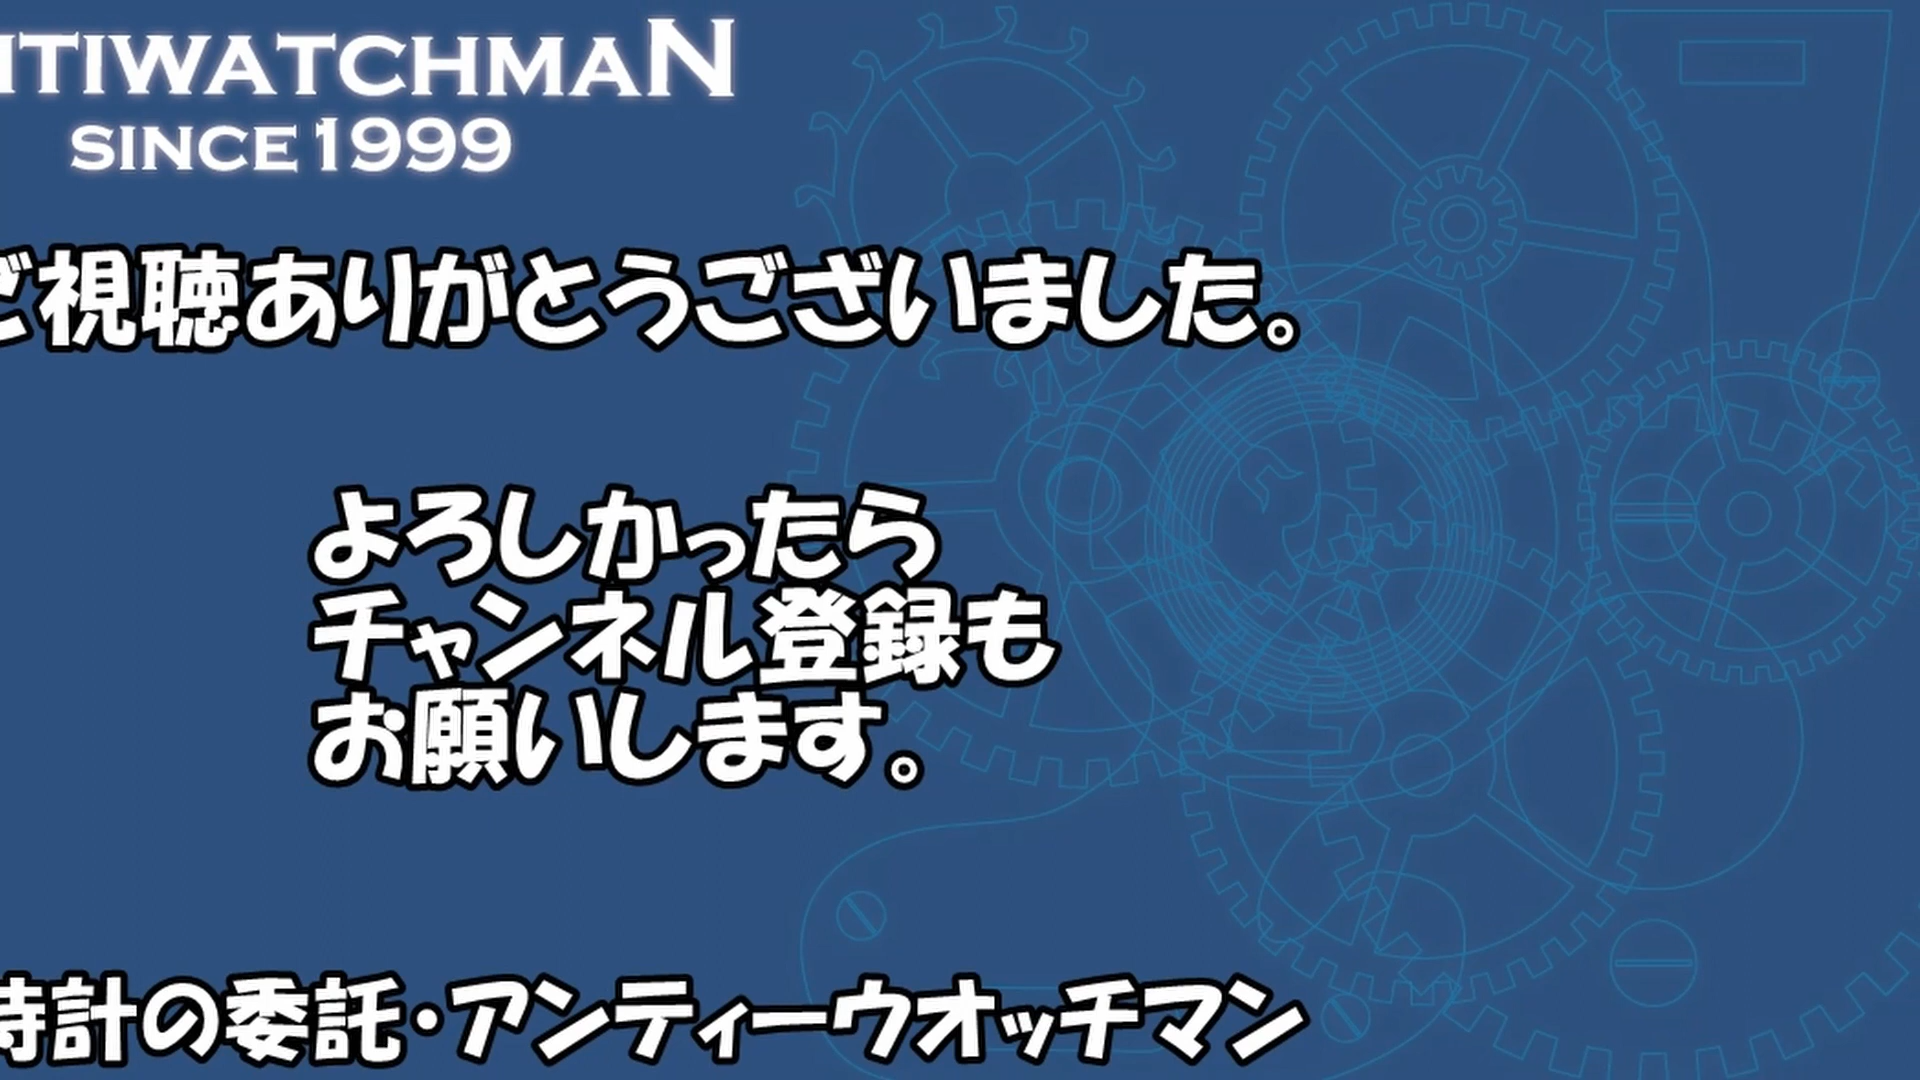 NTIWATCHMAN
SINCE 1999
ご視聴ありがとうございました。
よろしかったら
チャンネル登録も
お願いします。
時計の委託・アンティーウオッチマン